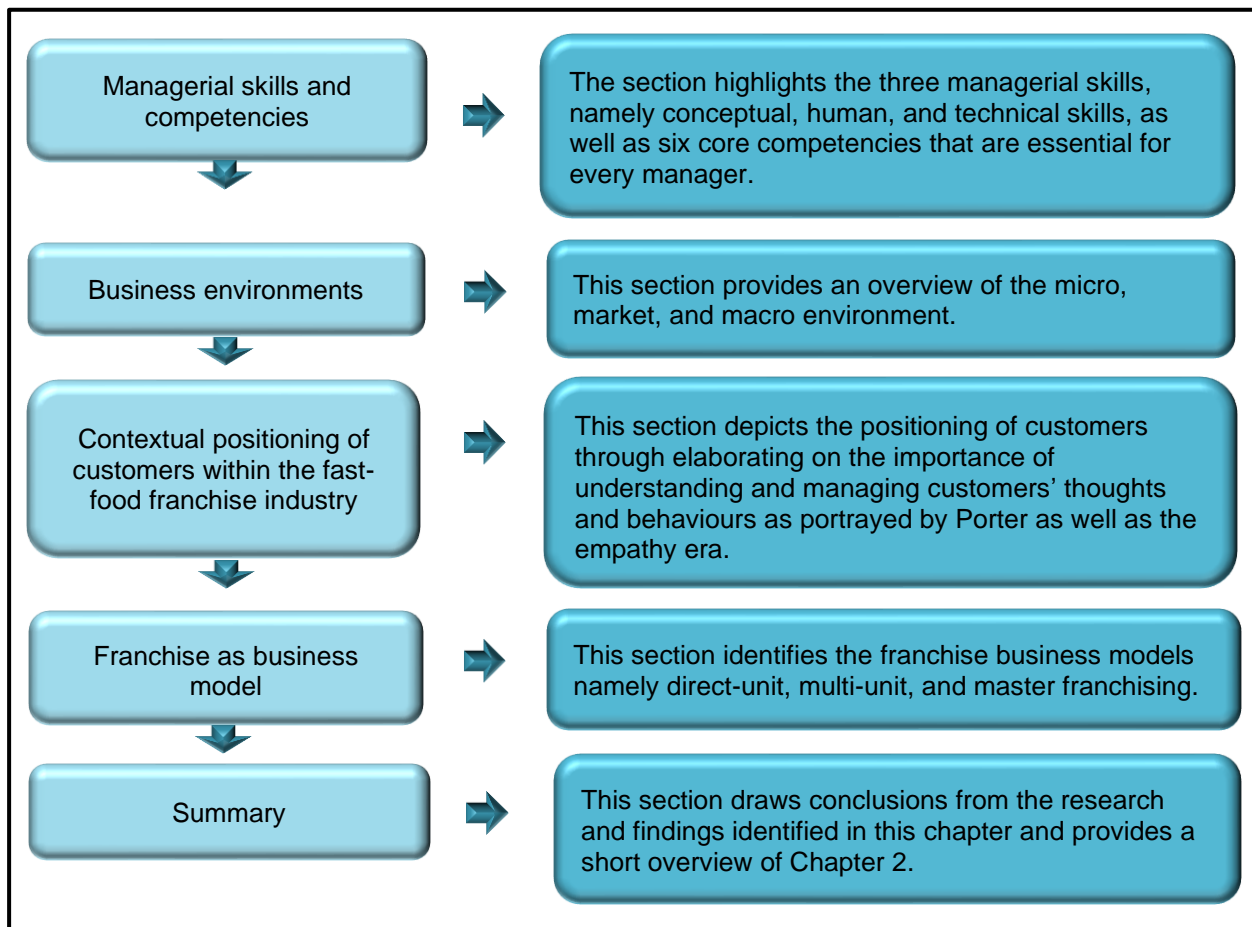 Managerial skills and
competencies
The section highlights the three managerial skills,
namely conceptual, human, and technical skills, as
well as six core competencies that are essential for
every manager.
Business environments
This section provides an overview of the micro,
market, and macro environment.
Contextual positioning of
customers within the fast-
food franchise industry
This section depicts the positioning of customers
through elaborating on the importance of
understanding and managing customers’ thoughts
and behaviours as portrayed by Porter as well as the
empathy era.
Franchise as business
model
This section identifies the franchise business models
namely direct-unit, multi-unit, and master franchising.
Summary
This section draws conclusions from the research
and findings identified in this chapter and provides a
short overview of Chapter 2.